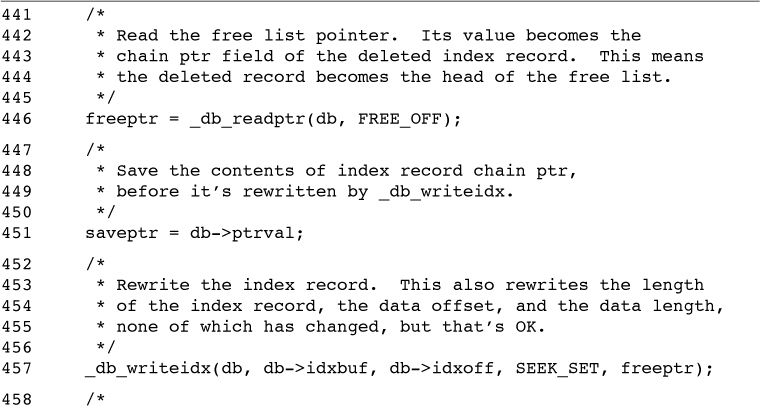 441     /*
442      * Read the free list pointer.  Its value becomes the
443      * chain ptr field of the deleted index record.  This means
444      * the deleted record becomes the head of the free list.
445      */
446     freeptr = _db_readptr(db, FREE_OFF);
447     /*
448      * Save the contents of index record chain ptr,
449      * before it’s rewritten by _db_writeidx.
450      */
451     saveptr = db->ptrval;
452     /*
453      * Rewrite the index record.  This also rewrites the length
454      * of the index record, the data offset, and the data length,
455      * none of which has changed, but that’s OK.
456      */
457     _db_writeidx(db, db->idxbuf, db->idxoff, SEEK_SET, freeptr);
458     /*